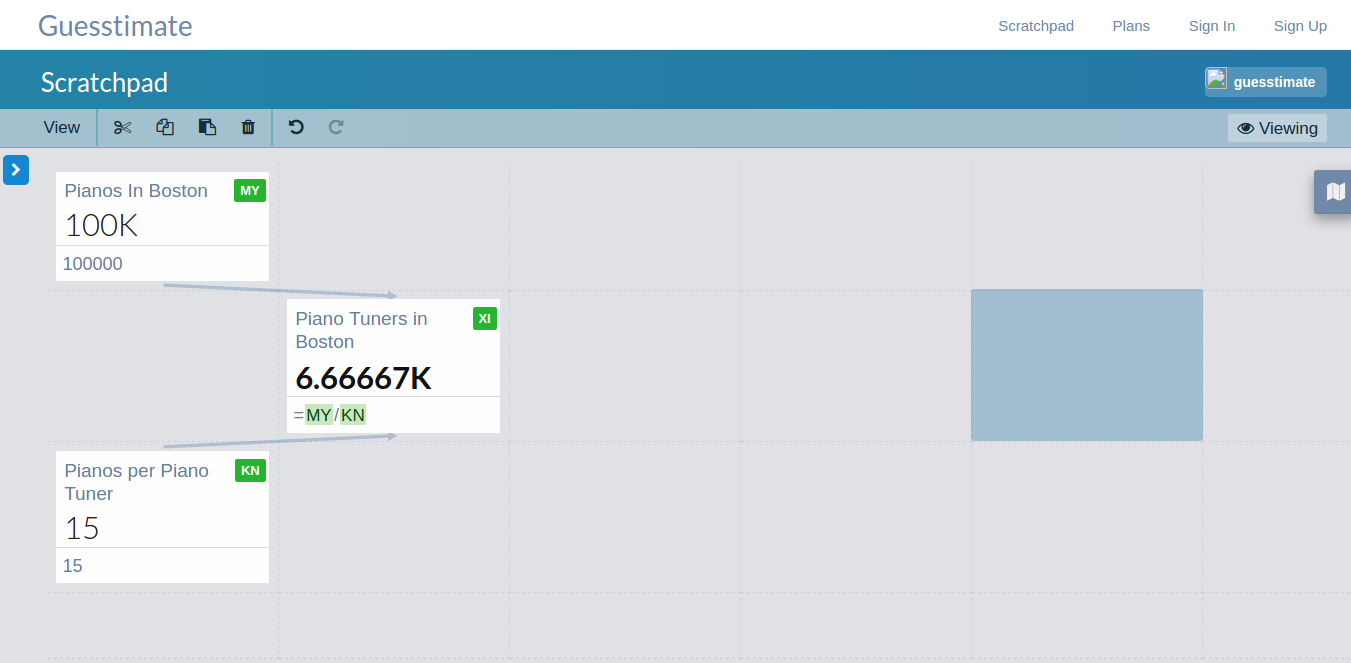 Guesstimate
Scratchpad Plans Sign In Sign Up
Scratchpad
guesstimate
View
Viewing
Pianos In Boston MY
100K
100000
Piano Tuners in XI
Boston
6.66667K
=MY/KN
Pianos per Piano KN
Tuner
15
15